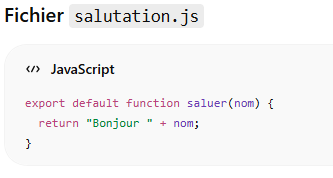 Fichier salutation.js
</> JavaScript
export default function saluer(nom) {
  return "Bonjour " + nom;
}